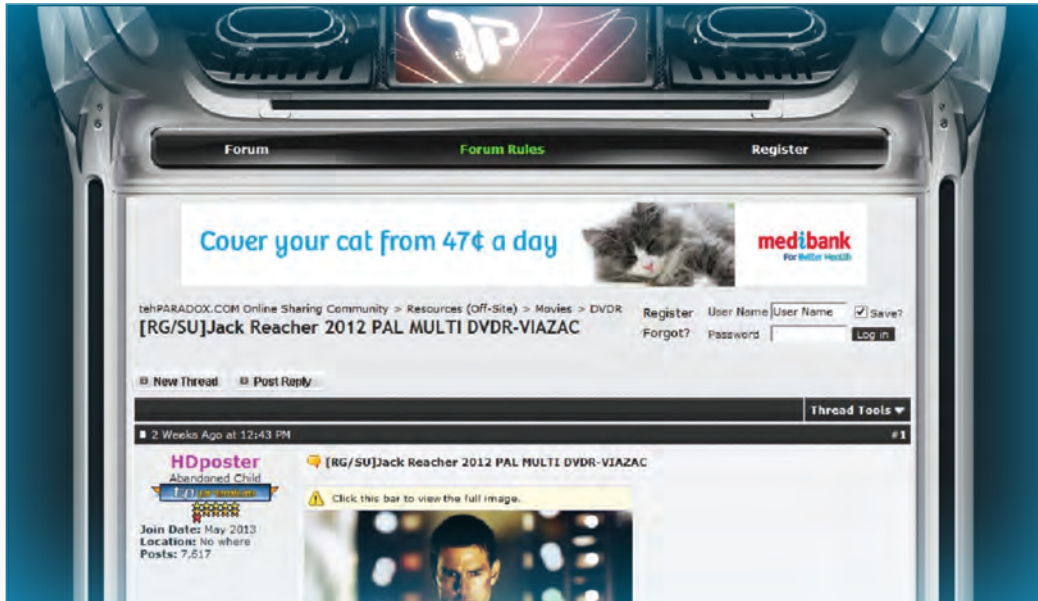 Forum Forum Rules Register
Cover your cat from 47¢ a day
medibank
For Better Health
tehPARADOX.COM Online Sharing Community > Resources (Off-Site) > Movies > DVDR
[RG/SU]Jack Reacher 2012 PAL MULTI DVDR-VIAZAC
Register User Name User Name Save?
Forgot? Password Log in
New Thread Post Reply
Thread Tools
2 Weeks Ago at 12:43 PM #1
HDposter
Abandoned Child
Join Date: May 2013
Location: No where
Posts: 7,617
[RG/SU]Jack Reacher 2012 PAL MULTI DVDR-VIAZAC
Click this bar to view the full image.